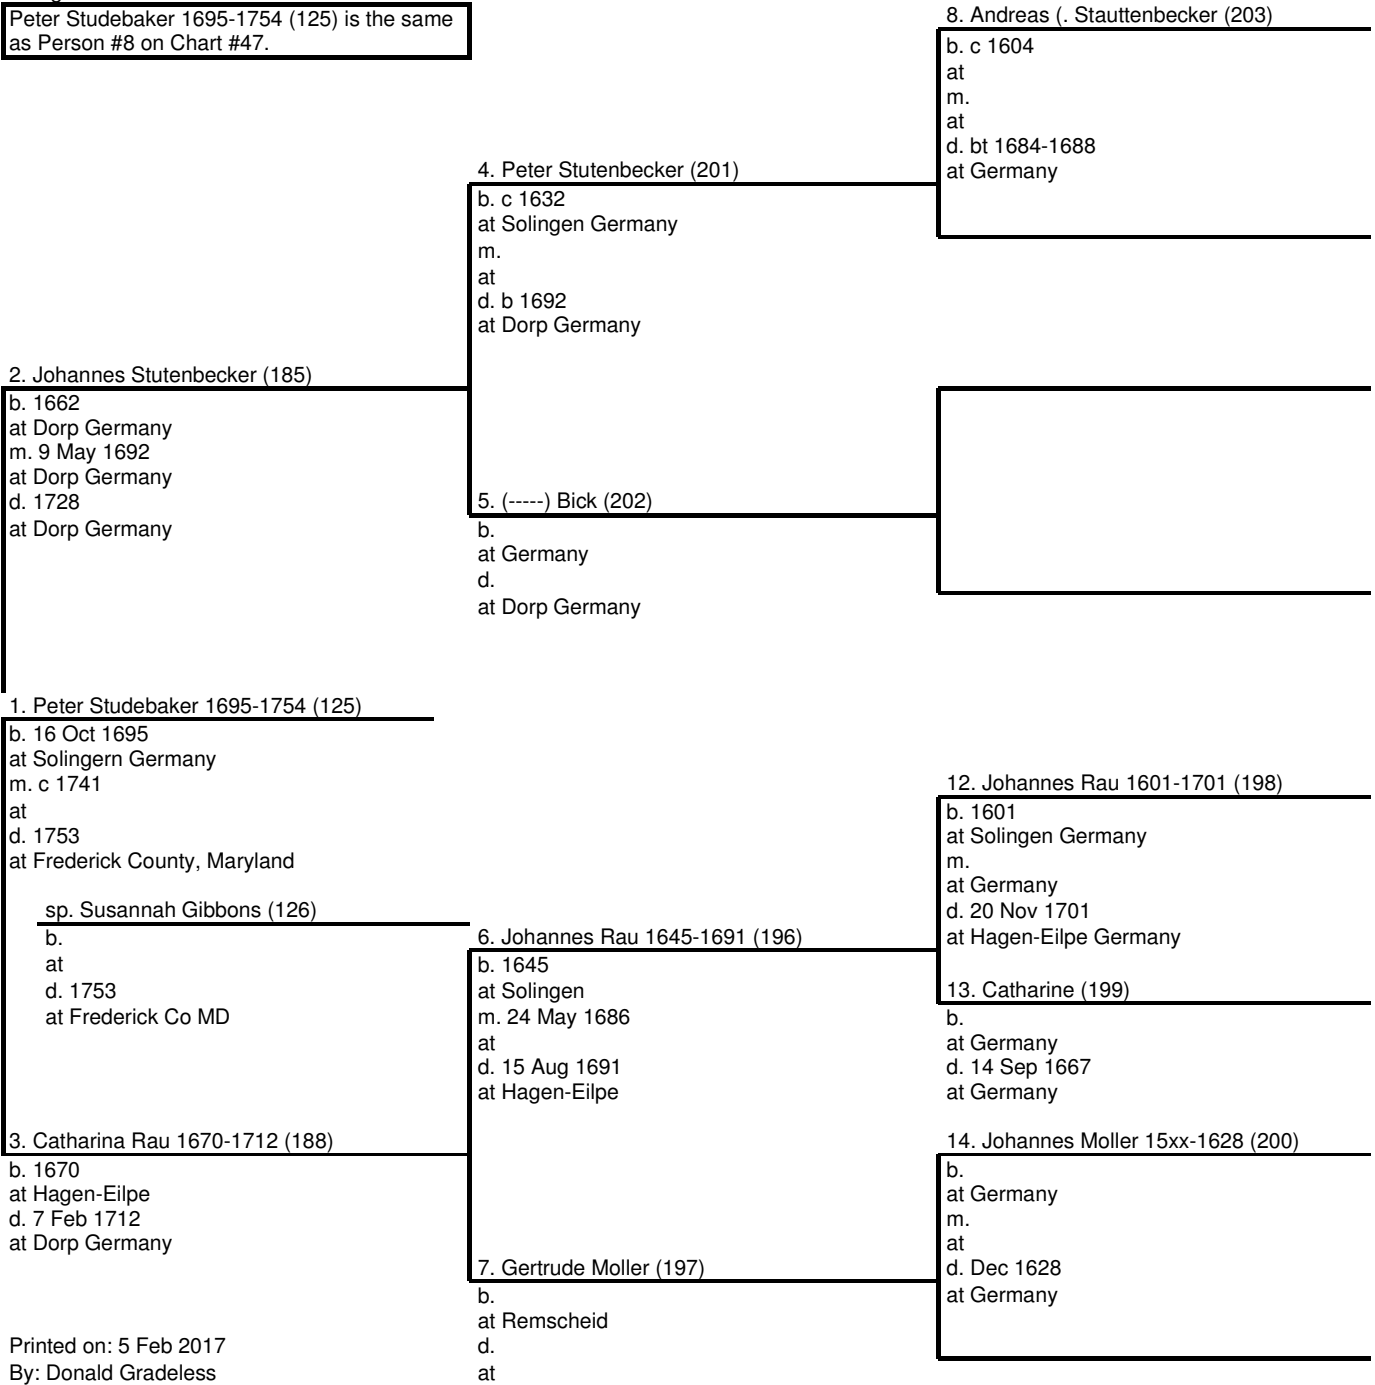 Peter Studebaker 1695-1754 (125) is the same
as Person #8 on Chart #47.
8. Andreas (. Stauttenbecker (203)
b. c 1604
at
m.
at
d. bt 1684-1688
at Germany
4. Peter Stutenbecker (201)
b. c 1632
at Solingen Germany
m.
at
d. b 1692
at Dorp Germany
2. Johannes Stutenbecker (185)
b. 1662
at Dorp Germany
m. 9 May 1692
at Dorp Germany
d. 1728
at Dorp Germany
5. (-----) Bick (202)
b.
at Germany
d.
at Dorp Germany
1. Peter Studebaker 1695-1754 (125)
b. 16 Oct 1695
at Solingern Germany
m. c 1741
at
d. 1753
at Frederick County, Maryland
sp. Susannah Gibbons (126)
b.
at
d. 1753
at Frederick Co MD
12. Johannes Rau 1601-1701 (198)
b. 1601
at Solingen Germany
m.
at Germany
d. 20 Nov 1701
at Hagen-Eilpe Germany
6. Johannes Rau 1645-1691 (196)
b. 1645
at Solingen
m. 24 May 1686
at
d. 15 Aug 1691
at Hagen-Eilpe
13. Catharine (199)
b.
at Germany
d. 14 Sep 1667
at Germany
3. Catharina Rau 1670-1712 (188)
b. 1670
at Hagen-Eilpe
d. 7 Feb 1712
at Dorp Germany
14. Johannes Moller 15xx-1628 (200)
b.
at Germany
m.
at
d. Dec 1628
at Germany
7. Gertrude Moller (197)
b.
at Remscheid
d.
at
Printed on: 5 Feb 2017
By: Donald Gradeless